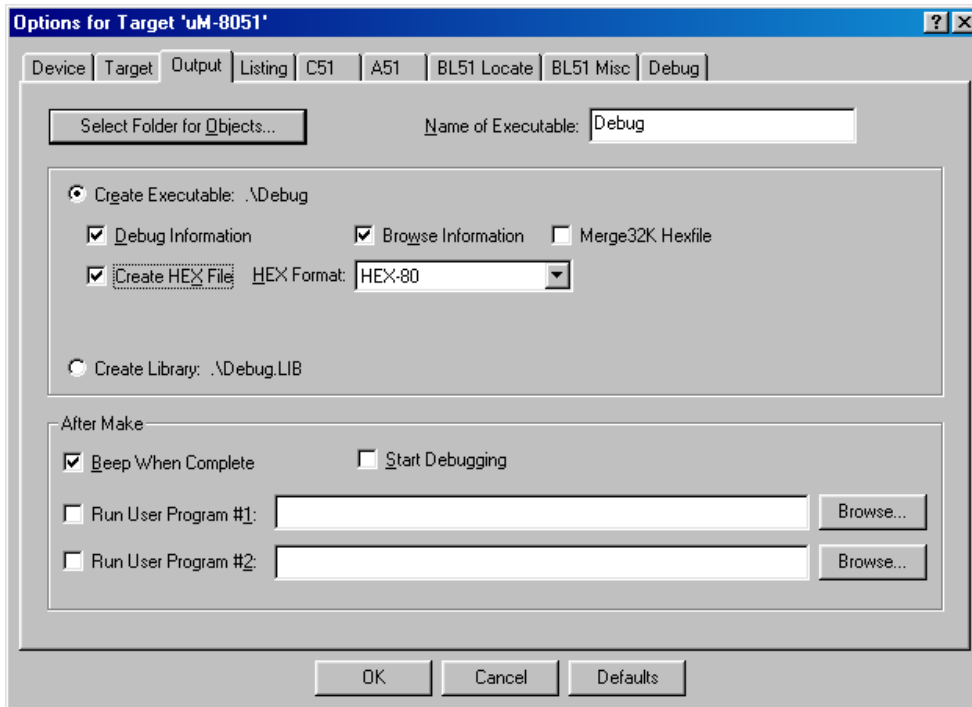 Options for Target 'uM-8051'
Device Target Output Listing C51 A51 BL51 Locate BL51 Misc Debug
Select Folder for Objects... Name of Executable: Debug
Create Executable: .\Debug
Debug Information Browse Information Merge32K Hexfile
Create HEX File HEX Format: HEX-80
Create Library: .\Debug.LIB
After Make
Beep When Complete Start Debugging
Run User Program #1: Browse...
Run User Program #2: Browse...
OK Cancel Defaults